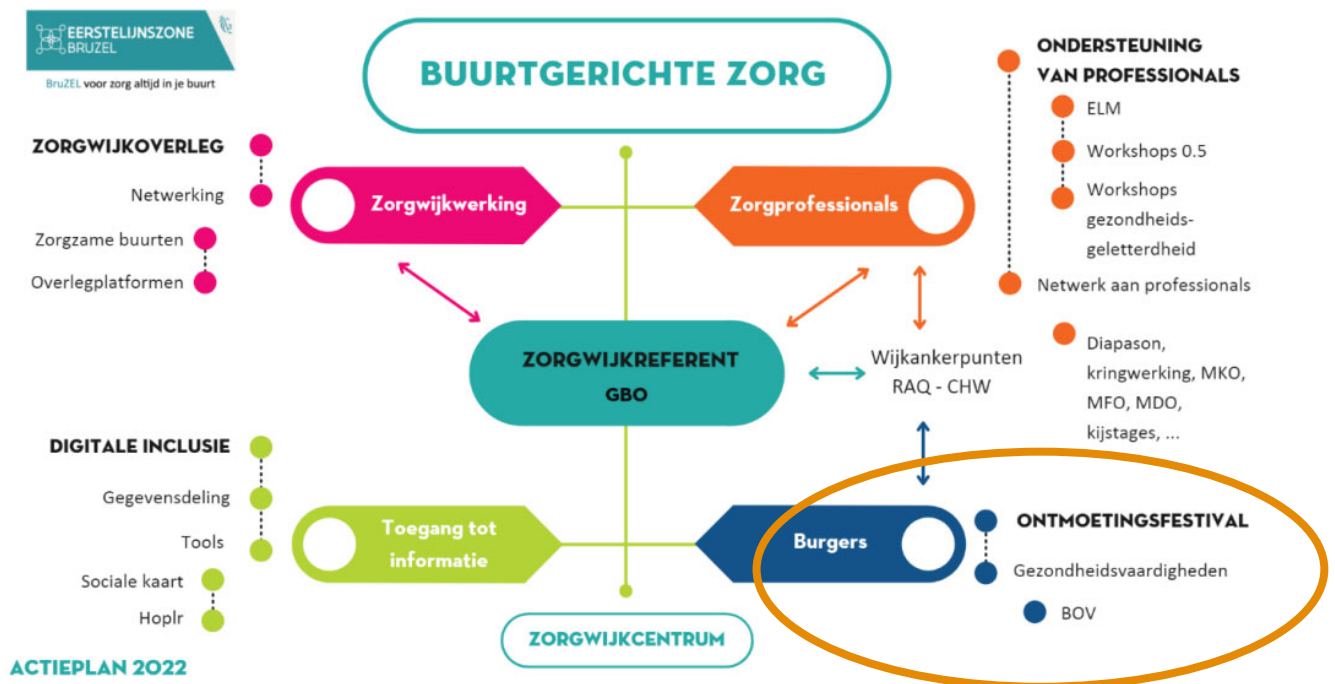 EERSTELIJNSZONE
BRUZEL
BruZEL voor zorg altijd in je buurt
BUURTGERICHTE ZORG
ZORGWIJKOVERLEG
Netwerking
Zorgzame buurten
Overlegplatformen
Zorgwijkwerking
Zorgprofessionals
ONDERSTEUNING
VAN PROFESSIONALS
ELM
Workshops 0.5
Workshops
gezondheids-
geletterdheid
Netwerk aan professionals
Diapason,
kringwerking, MKO,
MFO, MDO,
kijstages, ...
ZORGWIJKREFERENT
GBO
Wijkankerpunten
RAQ - CHW
DIGITALE INCLUSIE
Gegevensdeling
Tools
Sociale kaart
Hoplr
Toegang tot
informatie
Burgers
ONTMOETINGSFESTIVAL
Gezondheidsvaardigheden
BOV
ZORGWIJKCENTRUM
ACTIEPLAN 2022